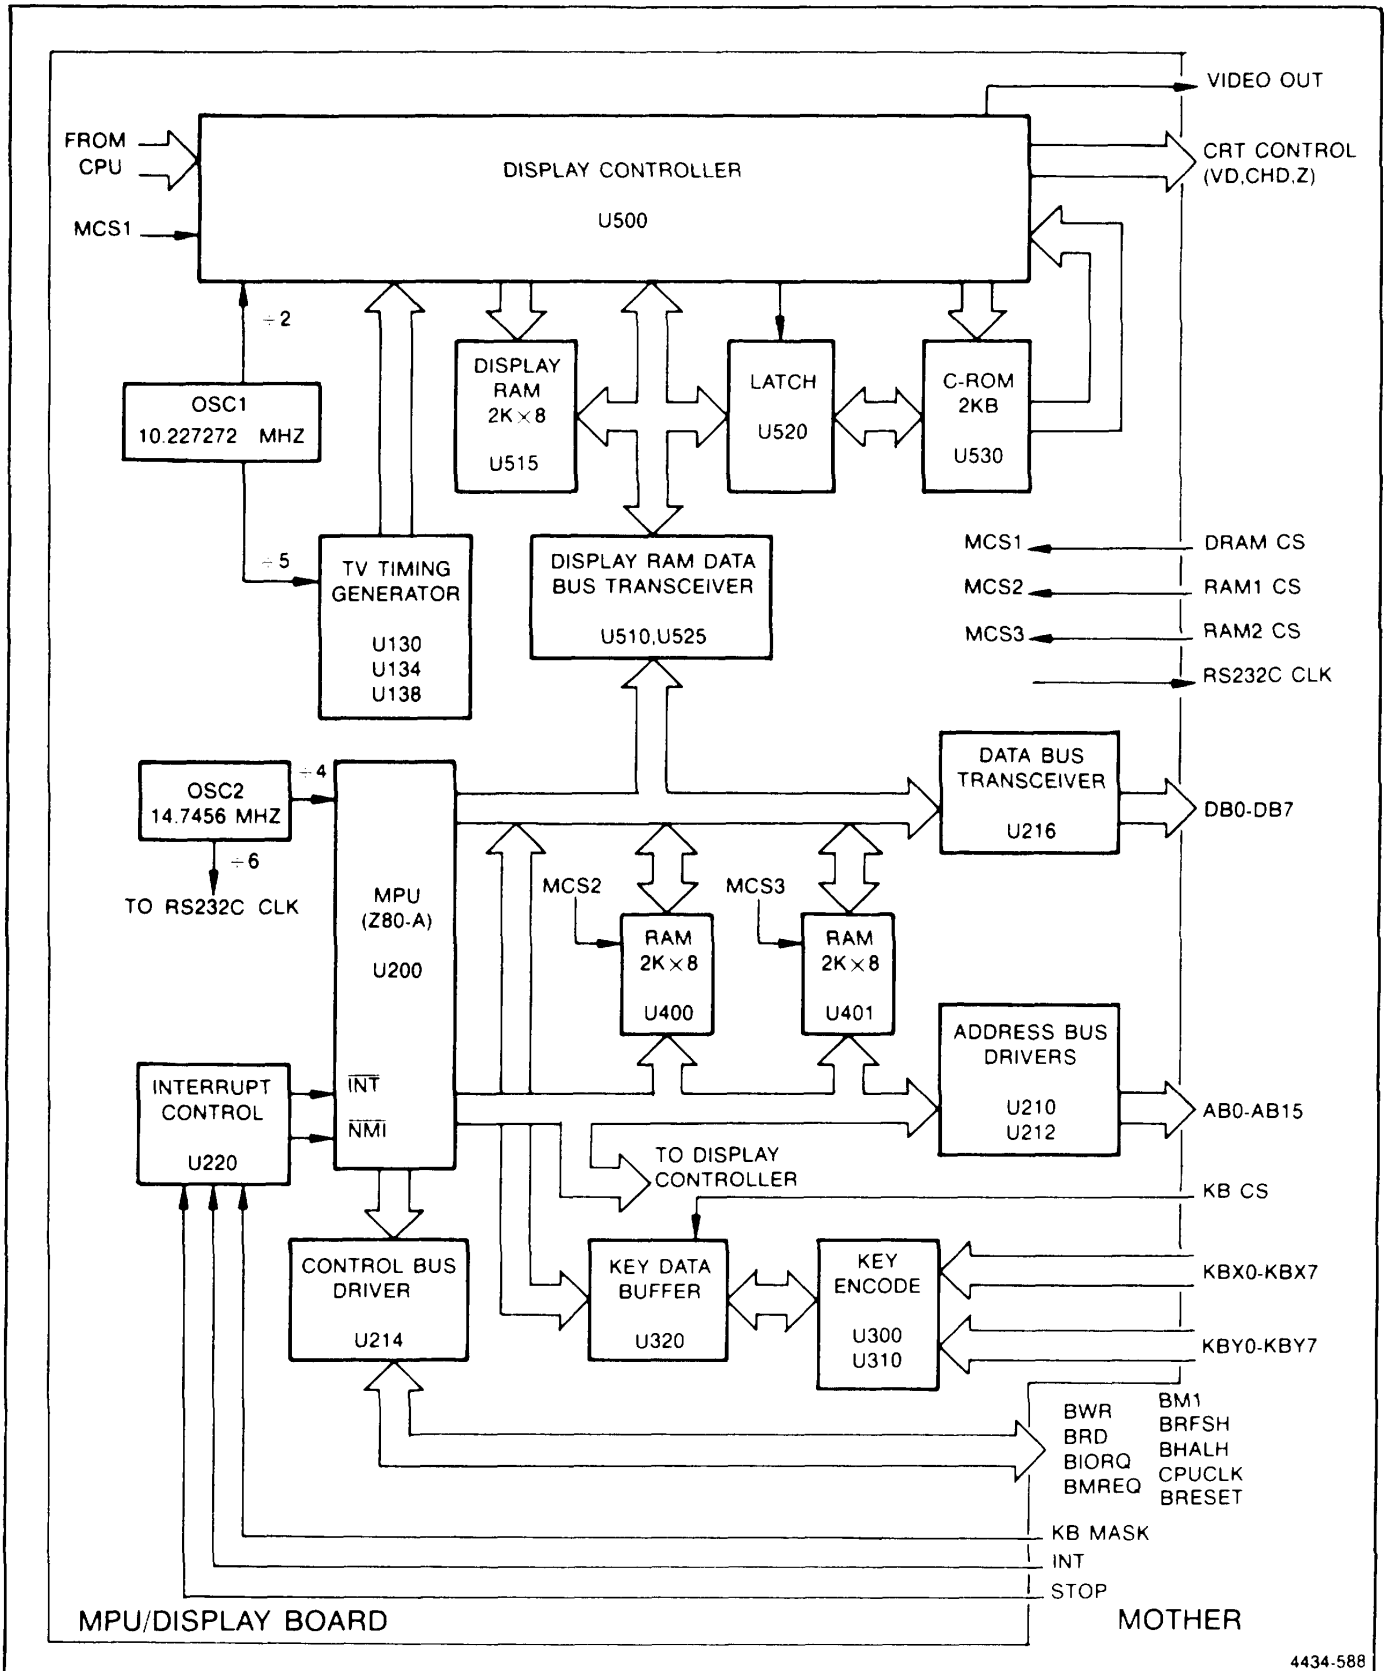 VIDEO OUT
FROM
CPU
DISPLAY CONTROLLER
U500
CRT CONTROL
(VD,CHD,Z)
MCS1
÷2
OSC1
10.227272 MHZ
÷5
DISPLAY
RAM
2K×8
U515
LATCH
U520
C-ROM
2KB
U530
TV TIMING
GENERATOR
U130
U134
U138
DISPLAY RAM DATA
BUS TRANSCEIVER
U510,U525
MCS1
DRAM CS
MCS2
RAM1 CS
MCS3
RAM2 CS
RS232C CLK
OSC2
14.7456 MHZ
÷4
÷6
TO RS232C CLK
MPU
(Z80-A)
U200
INT
NMI
DATA BUS
TRANSCEIVER
U216
DB0-DB7
MCS2
RAM
2K×8
U400
MCS3
RAM
2K×8
U401
ADDRESS BUS
DRIVERS
U210
U212
AB0-AB15
INTERRUPT
CONTROL
U220
TO DISPLAY
CONTROLLER
KB CS
CONTROL BUS
DRIVER
U214
KEY DATA
BUFFER
U320
KEY
ENCODE
U300
U310
KBX0-KBX7
KBY0-KBY7
BWR
BRD
BIORQ
BMREQ
BM1
BRFSH
BHALH
CPUCLK
BRESET
KB MASK
INT
STOP
MPU/DISPLAY BOARD
MOTHER
4434-588